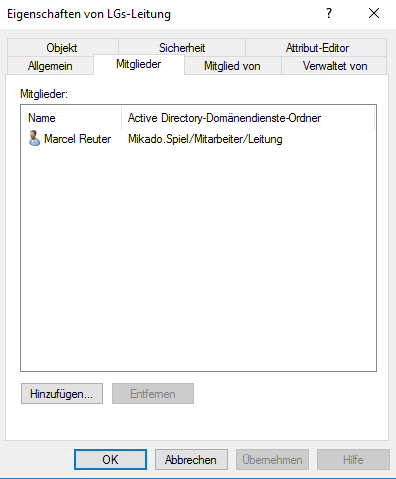 Eigenschaften von LGs-Leitung ? ×
Objekt Sicherheit Attribut-Editor
Allgemein Mitglieder Mitglied von Verwaltet von
Mitglieder:
Name Active Directory-Domänendienste-Ordner
Marcel Reuter Mikado.Spiel/Mitarbeiter/Leitung
Hinzufügen... Entfernen
OK Abbrechen Übernehmen Hilfe